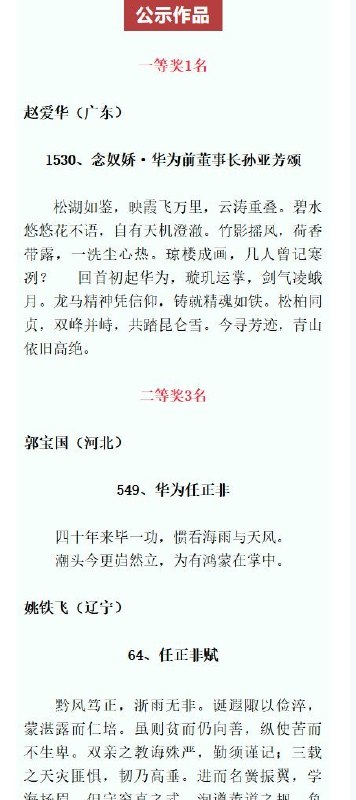 公示作品
一等奖1名
赵爱华（广东）
1530、念奴娇·华为前董事长孙亚芳颂
松湖如鉴，映霞飞万里，云涛重叠。碧水
悠悠花不语，自有天机澄澈。竹影摇风，荷香
带露，一洗尘心热。琼楼成画，几人曾记寒
冽？ 回首初起华为，璇玑运掌，剑气凌蛾
月。龙马精神凭信仰，铸就精魂如铁。松柏同
贞，双峰并峙，共踏昆仑雪。今寻芳迹，青山
依旧高绝。
二等奖3名
郭宝国（河北）
549、华为任正非
四十年来毕一功，惯看海雨与天风。
潮头今更岿然立，为有鸿蒙在掌中。
姚铁飞（辽宁）
64、任正非赋
黔风笃正，浙雨无非。诞遐陬以俭淬，
蒙湛露而仁培。虽则贫而仍向善，纵使苦而
不生卑。双亲之教诲殊严，勤须谨记；三载
之天灾匪惧，韧乃高垂。进而名黉振翼，学